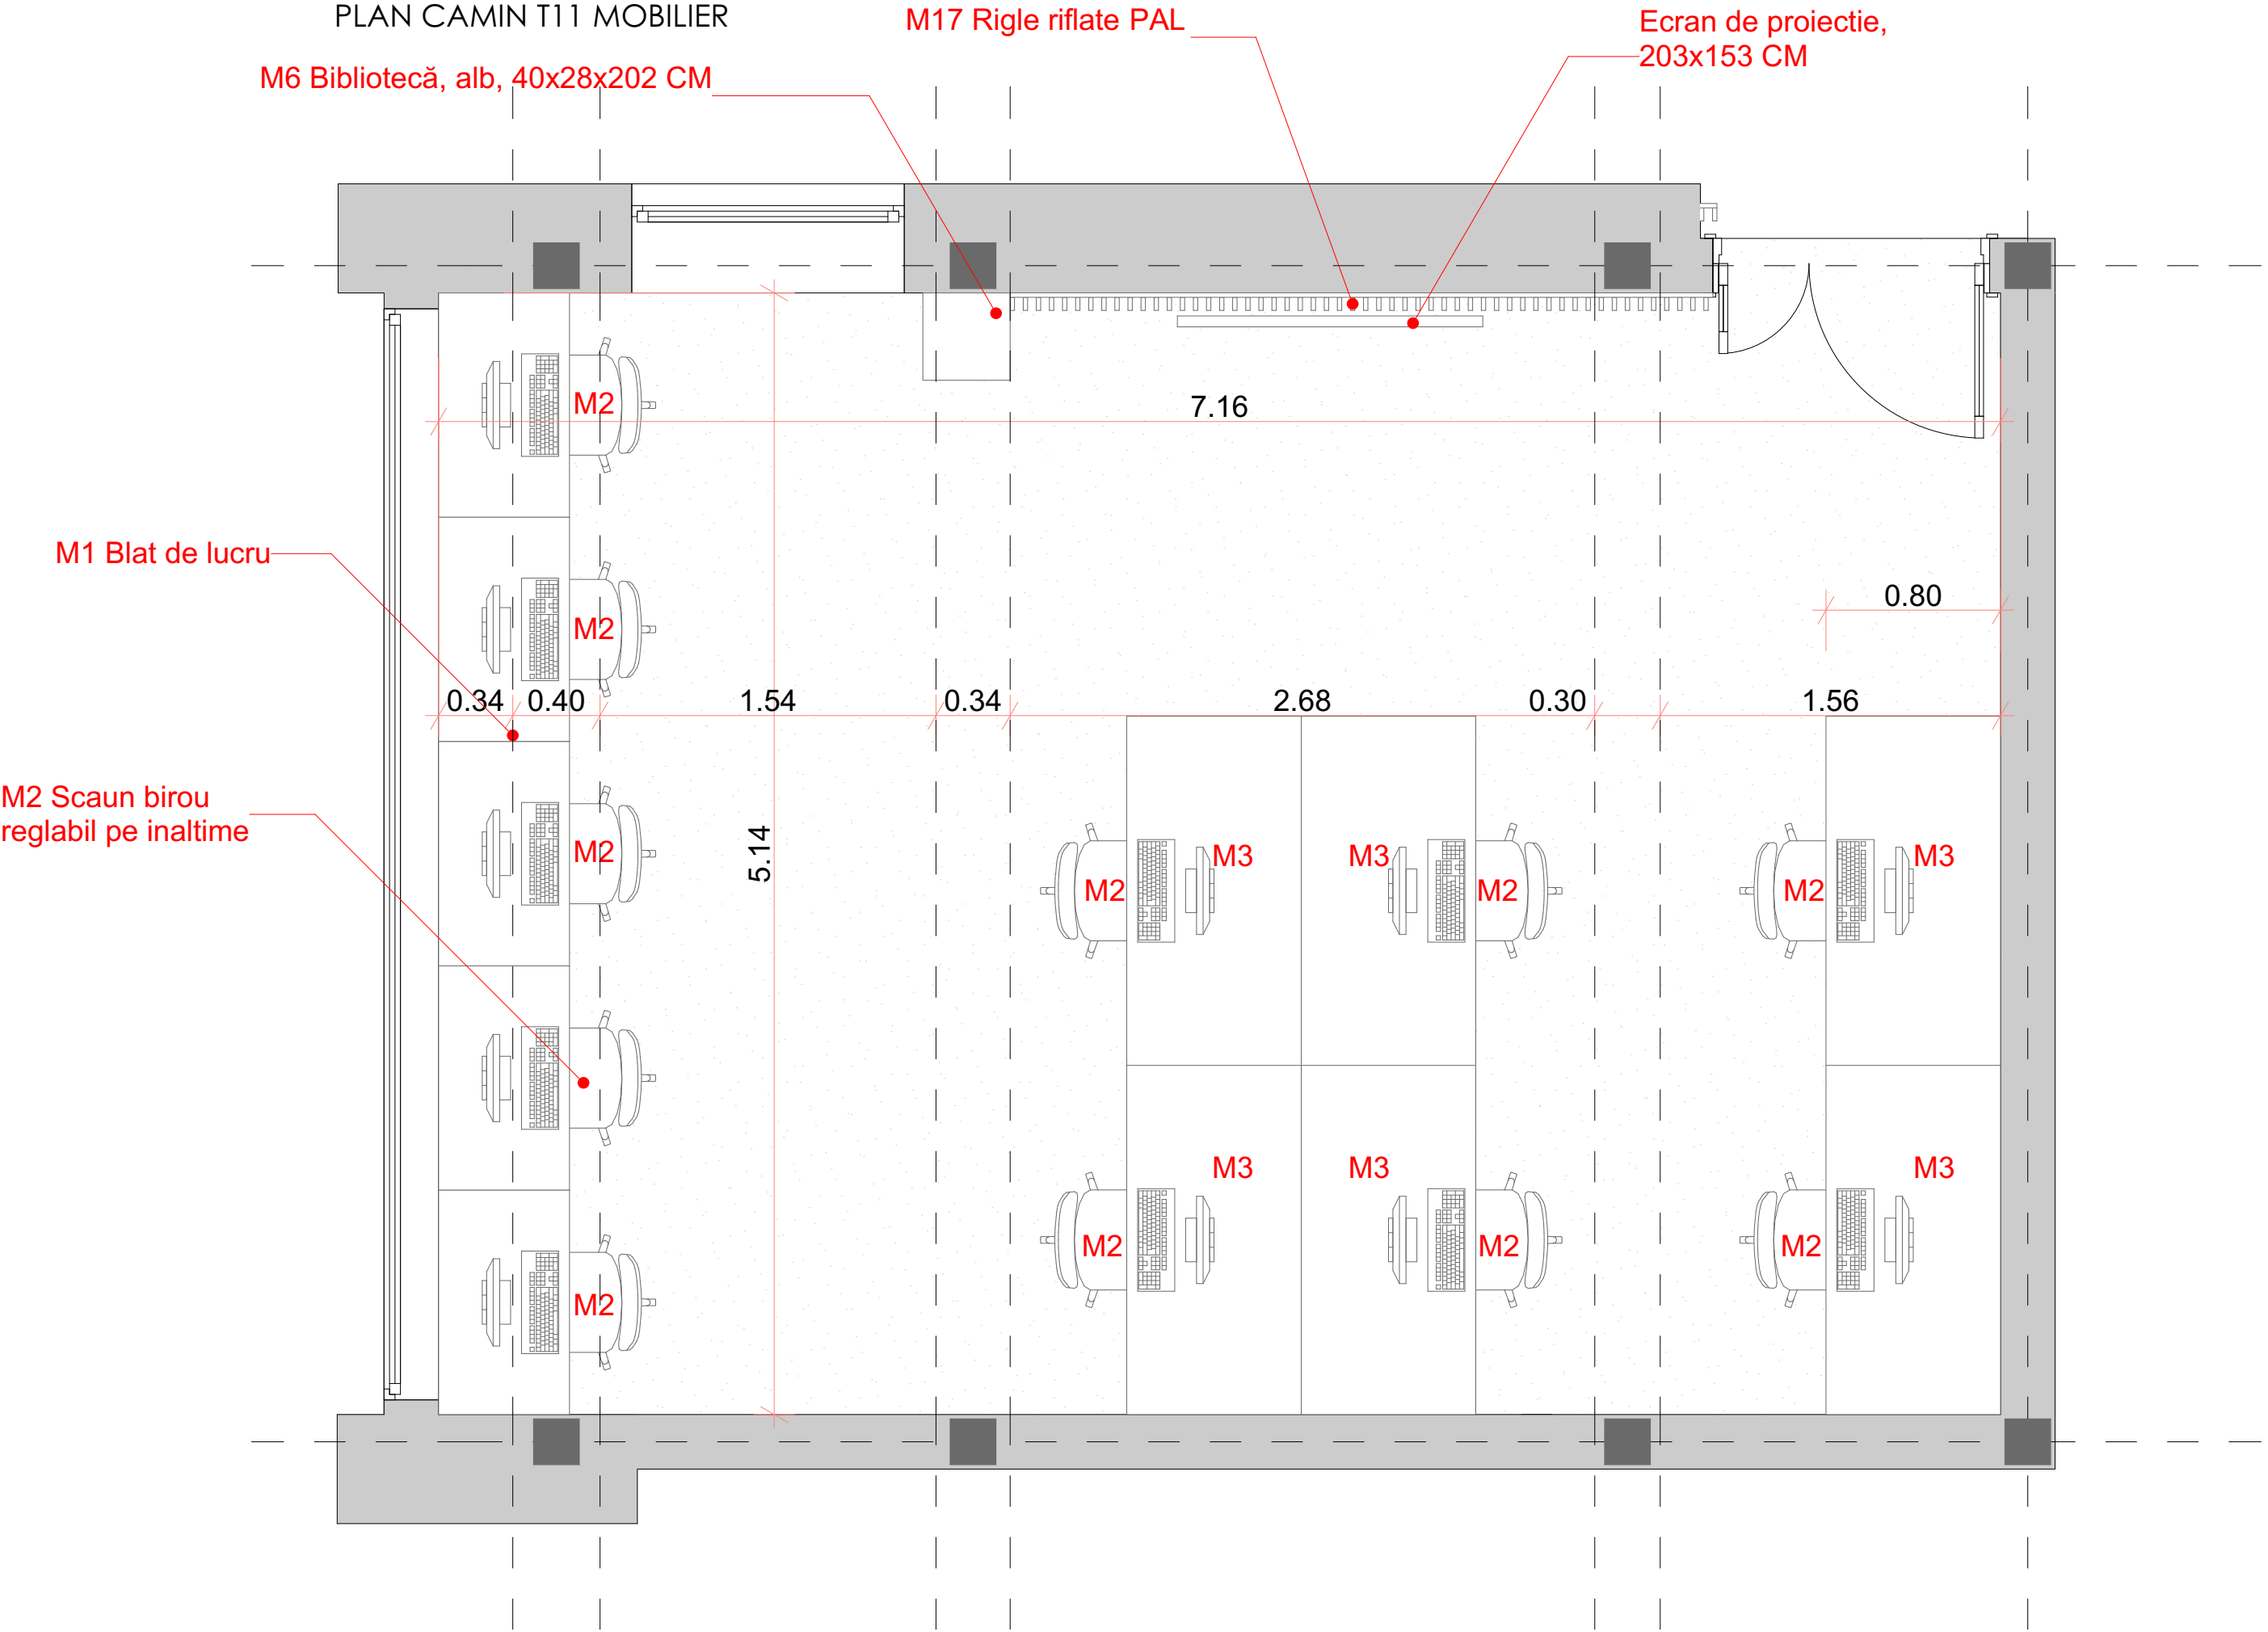 PLAN CAMIN T11 MOBILIER
M17 Rigle riflate PAL
Ecran de proiectie,
203x153 CM
M6 Bibliotecă, alb, 40x28x202 CM
M2
7.16
M1 Blat de lucru
0.80
M2
0.34
0.40
1.54
0.34
2.68
0.30
1.56
M2 Scaun birou
reglabil pe inaltime
5.14
M2
M3
M3
M3
M2
M2
M2
M3
M3
M3
M2
M2
M2
M2